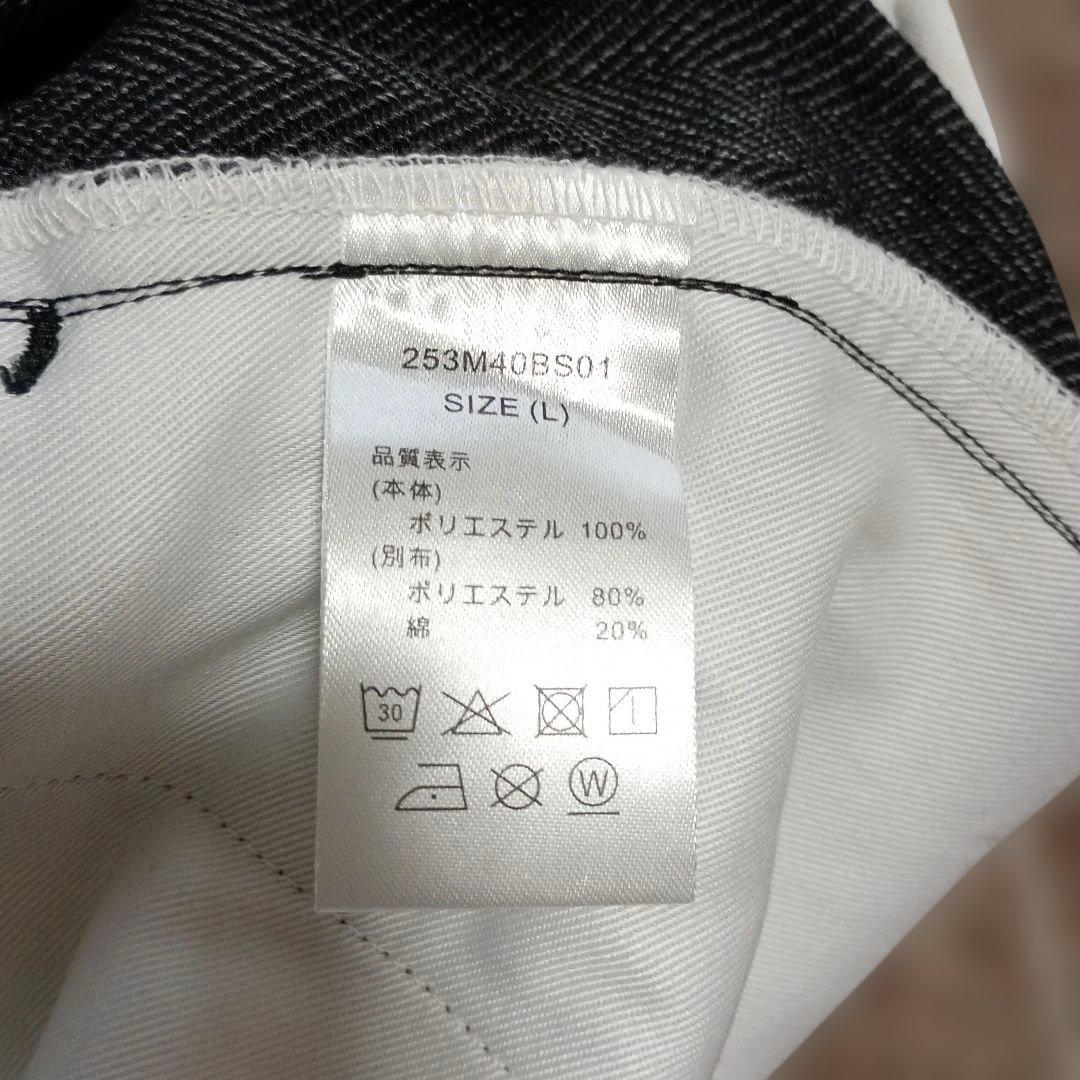 253M40BS01
SIZE (L)
品質表示
(本体)
ポリエステル 100%
(別布)
ポリエステル 80%
綿 20%
30
W